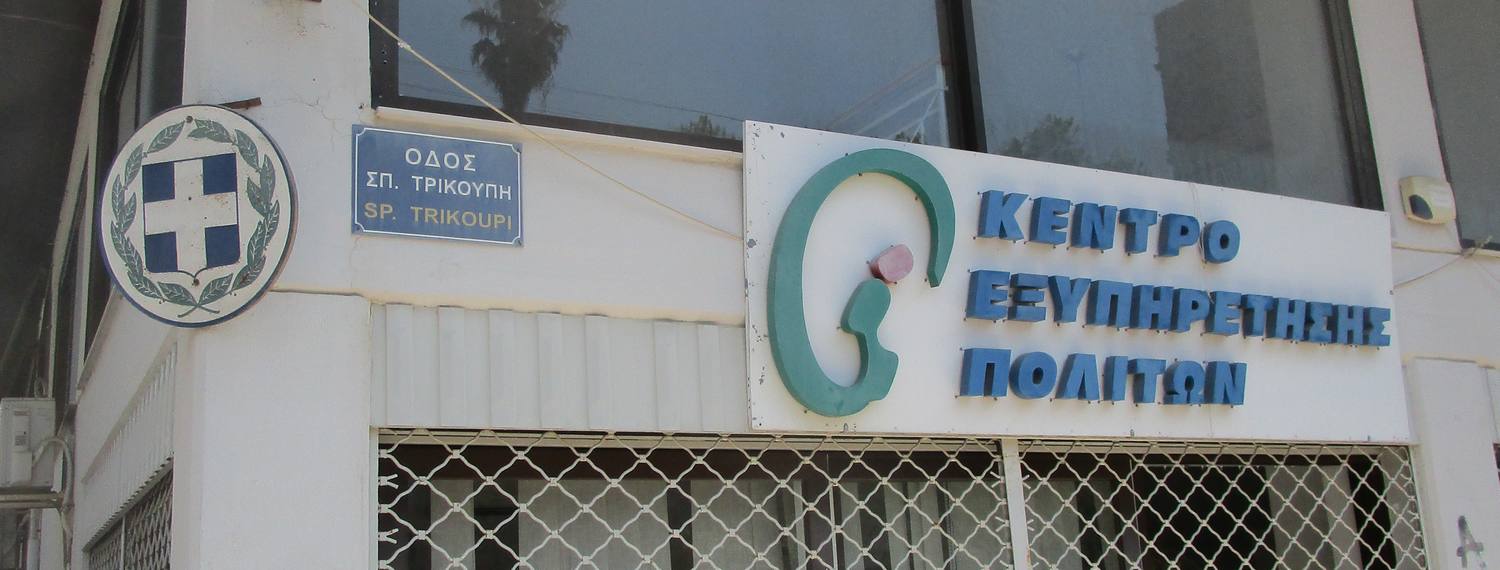 ΟΔΟΣ
ΣΠ. ΤΡΙΚΟΥΠΗ
SP. TRIKOUPI
ΚΕΝΤΡΟ
ΕΞΥΠΗΡΕΤΗΣΗΣ
ΠΟΛΙΤΩΝ